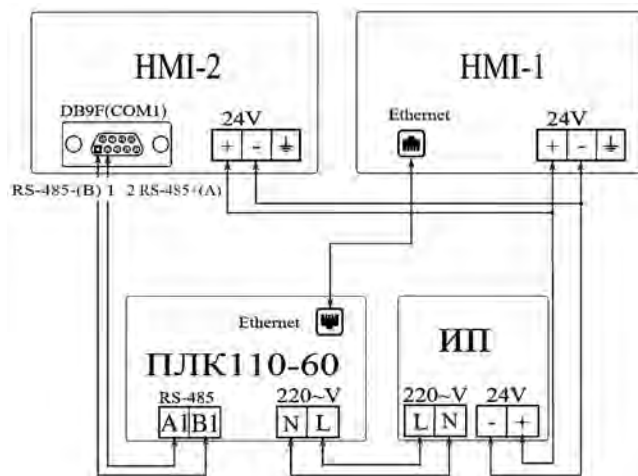 HMI-2
HMI-1
DB9F(COM1)
24V
+ -
Ethernet
24V
+ -
RS-485-(B) 1 2 RS-485+(A)
Ethernet
ПЛК110-60
ИП
RS-485
220~V
220~V
24V
A1 B1
N L
L N
- +